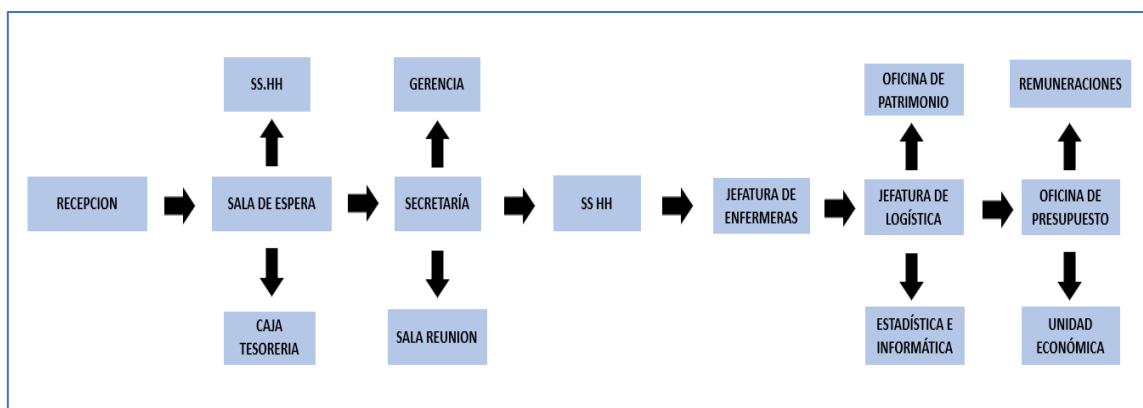 SS.HH
GERENCIA
OFICINA DE
PATRIMONIO
REMUNERACIONES
RECEPCION
SALA DE ESPERA
SECRETARÍA
SS HH
JEFATURA DE
ENFERMERAS
JEFATURA DE
LOGÍSTICA
OFICINA DE
PRESUPUESTO
CAJA
TESORERIA
SALA REUNION
ESTADÍSTICA E
INFORMÁTICA
UNIDAD
ECONÓMICA